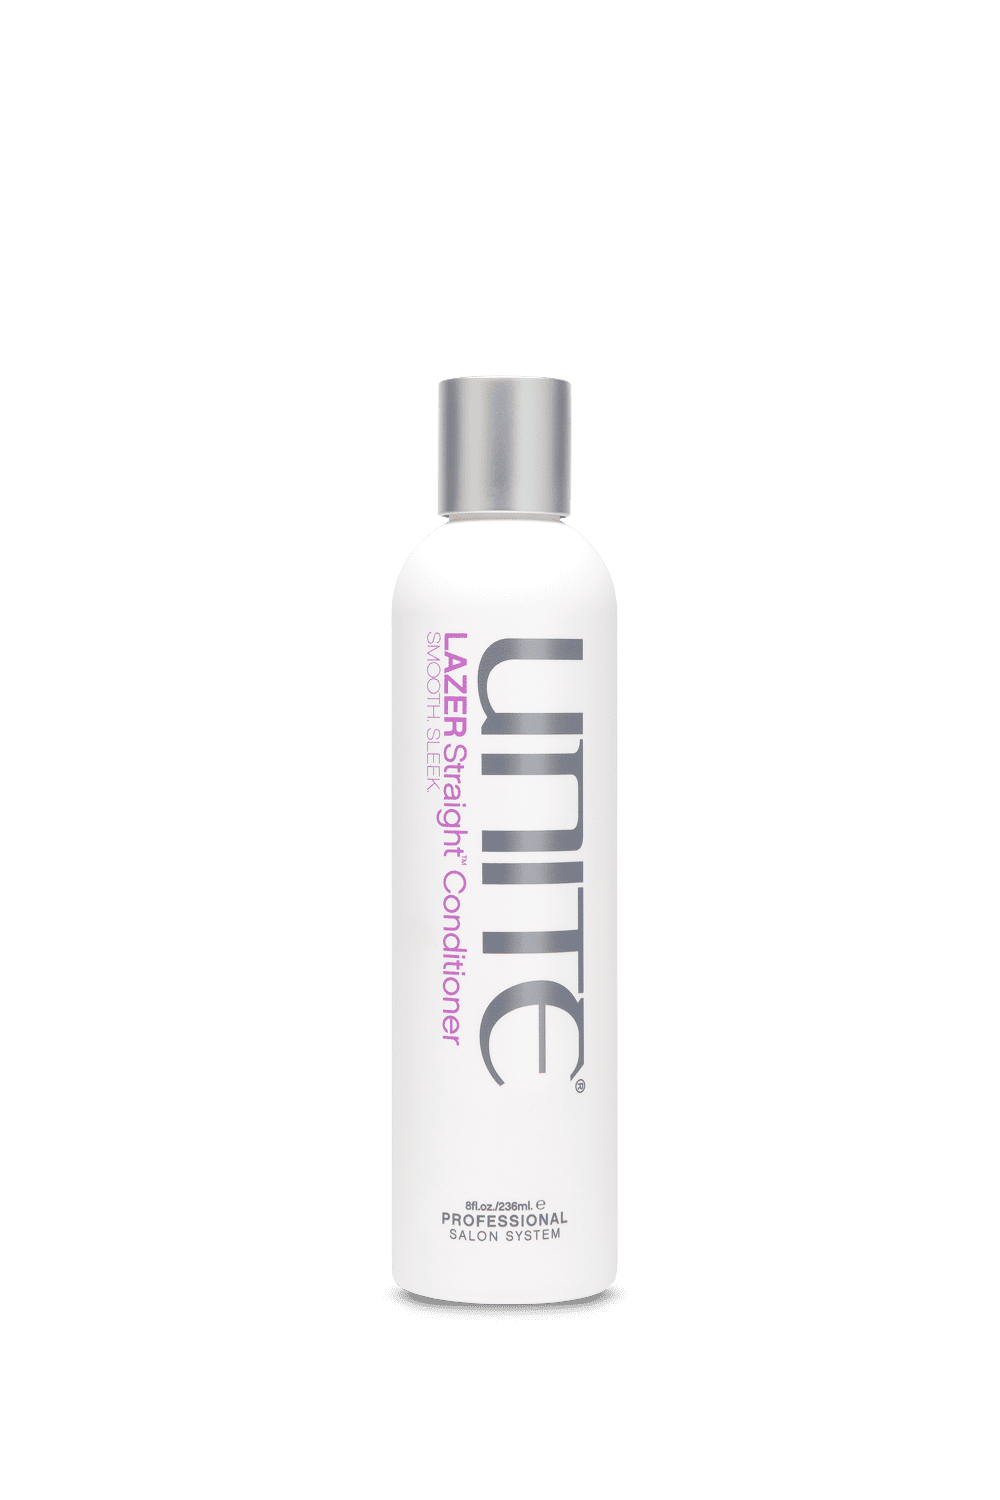 UNITE®
LAZER Straight™ Conditioner
SMOOTH. SLEEK.
8fl.oz./236ml. ℮
PROFESSIONAL
SALON SYSTEM